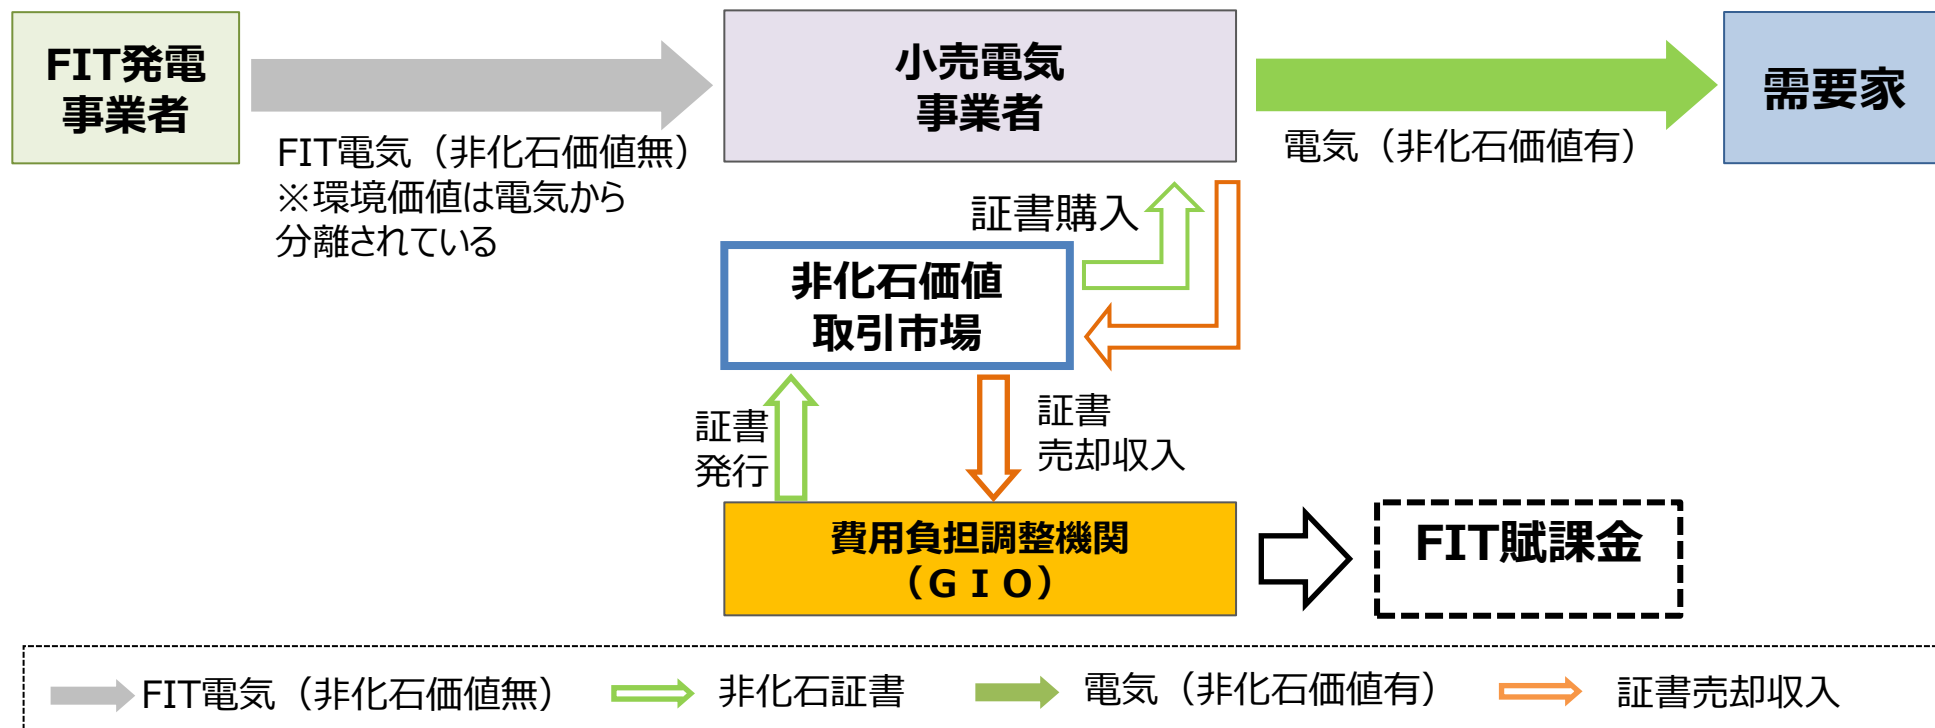 FIT発電
事業者
小売電気
事業者
需要家
FIT電気（非化石価値無）
※環境価値は電気から
分離されている
電気（非化石価値有）
証書購入
非化石価値
取引市場
証書
発行
証書
売却収入
費用負担調整機関
（ＧＩＯ）
FIT賦課金
FIT電気（非化石価値無）
非化石証書
電気（非化石価値有）
証書売却収入